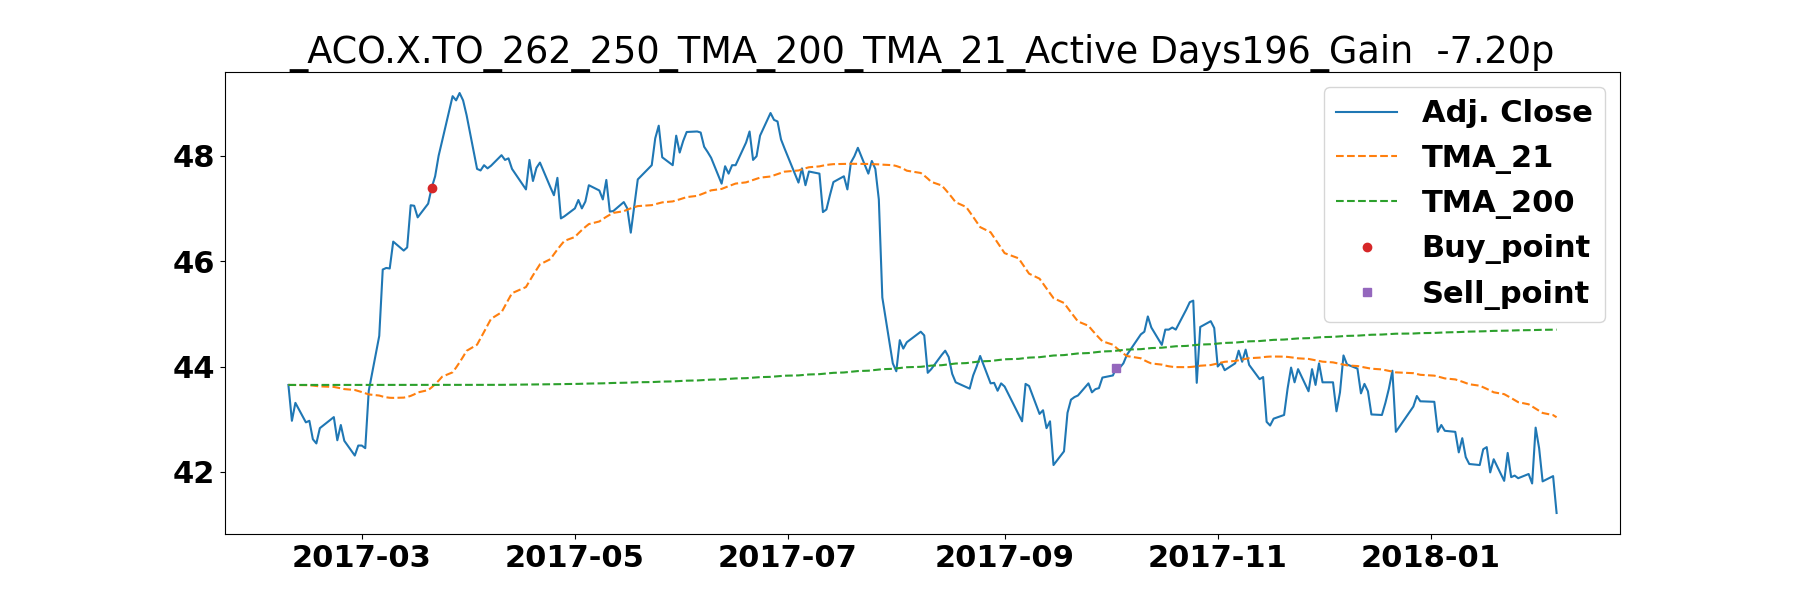 _ACO.X.TO_262_250_TMA_200_TMA_21_Active Days196_Gain  -7.20p
Adj. Close
TMA_21
TMA_200
Buy_point
Sell_point
48
46
44
42
2017-03 2017-05 2017-07 2017-09 2017-11 2018-01